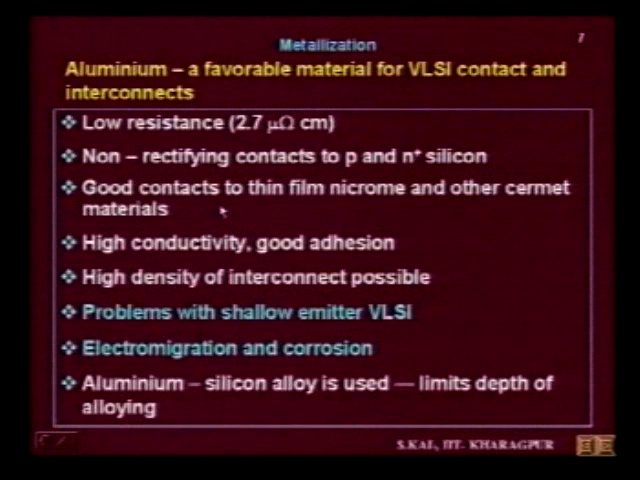 Metallization
7
Aluminium – a favorable material for VLSI contact and
interconnects
❖ Low resistance (2.7 μΩ cm)
❖ Non – rectifying contacts to p and n⁺ silicon
❖ Good contacts to thin film nicrome and other cermet
materials
❖ High conductivity, good adhesion
❖ High density of interconnect possible
❖ Problems with shallow emitter VLSI
❖ Electromigration and corrosion
❖ Aluminium – silicon alloy is used — limits depth of
alloying
S.KAL, IIT- KHARAGPUR